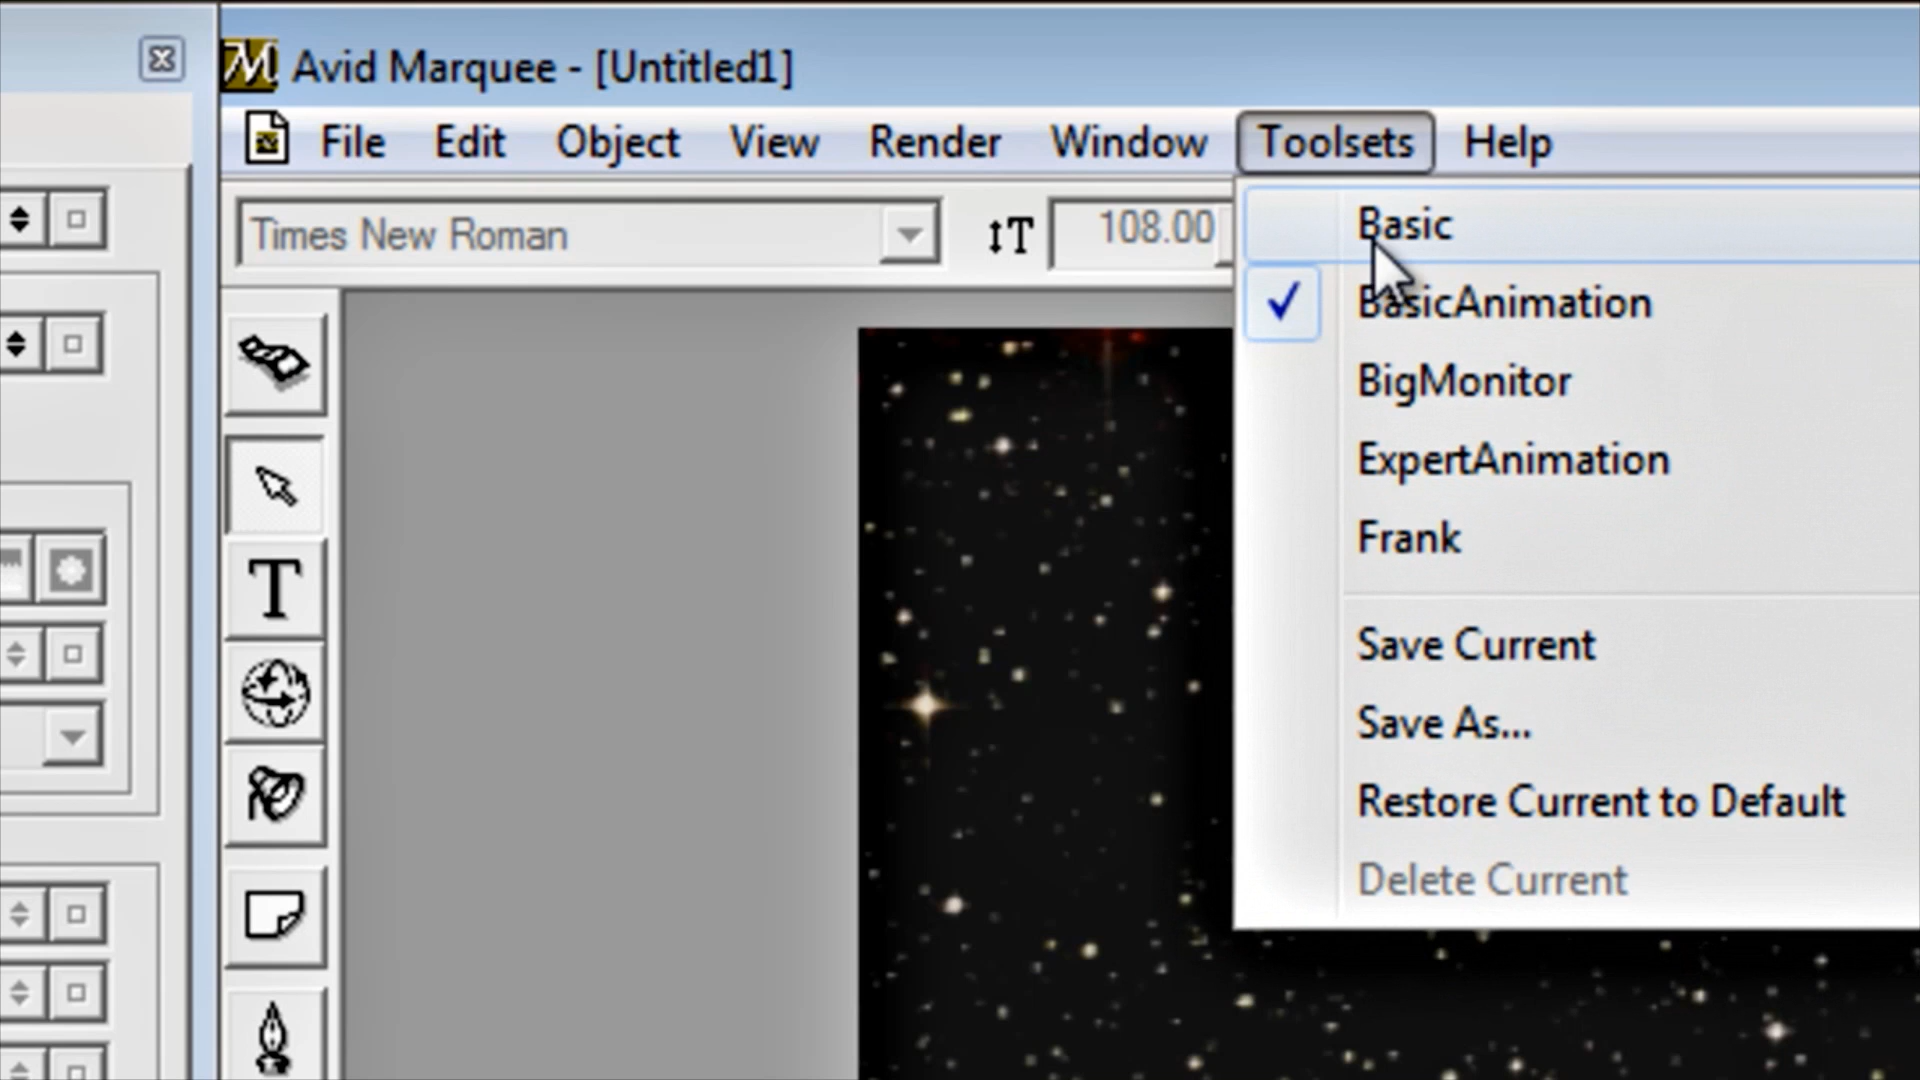 Avid Marquee - [Untitled1]
File Edit Object View Render Window Toolsets Help
Times New Roman
T 108.00
Basic
BasicAnimation
BigMonitor
ExpertAnimation
Frank
Save Current
Save As...
Restore Current to Default
Delete Current
T